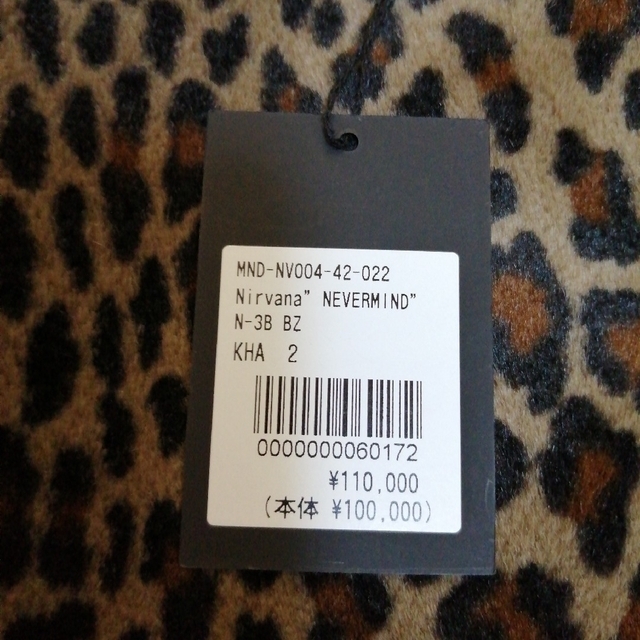 MND-NV004-42-022
Nirvana” NEVERMIND”
N-3B BZ
KHA 2
0000000060172
¥110,000
(本体 ¥100,000)